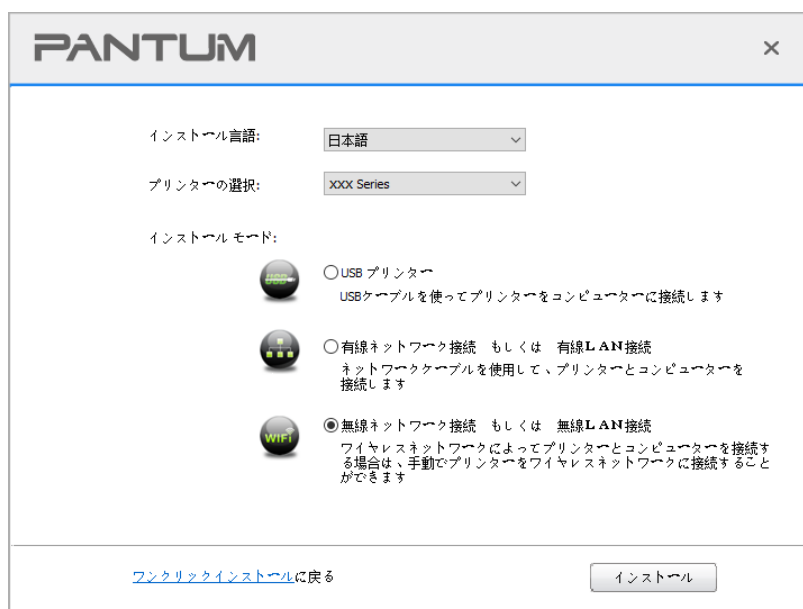 PANTUM
インストール言語:
日本語
プリンターの選択:
xxx Series
インストール モード:
USB
USB プリンター
USBケーブルを使ってプリンターをコンピューターに接続します
有線ネットワーク接続 もしくは 有線LAN接続
ネットワークケーブルを使用して、プリンターとコンピューターを
接続します
WiFi
無線ネットワーク接続 もしくは 無線LAN接続
ワイヤレスネットワークによってプリンターとコンピューターを接続す
る場合は、手動でプリンターをワイヤレスネットワークに接続すること
ができます
ワンクリックインストールに戻る
インストール